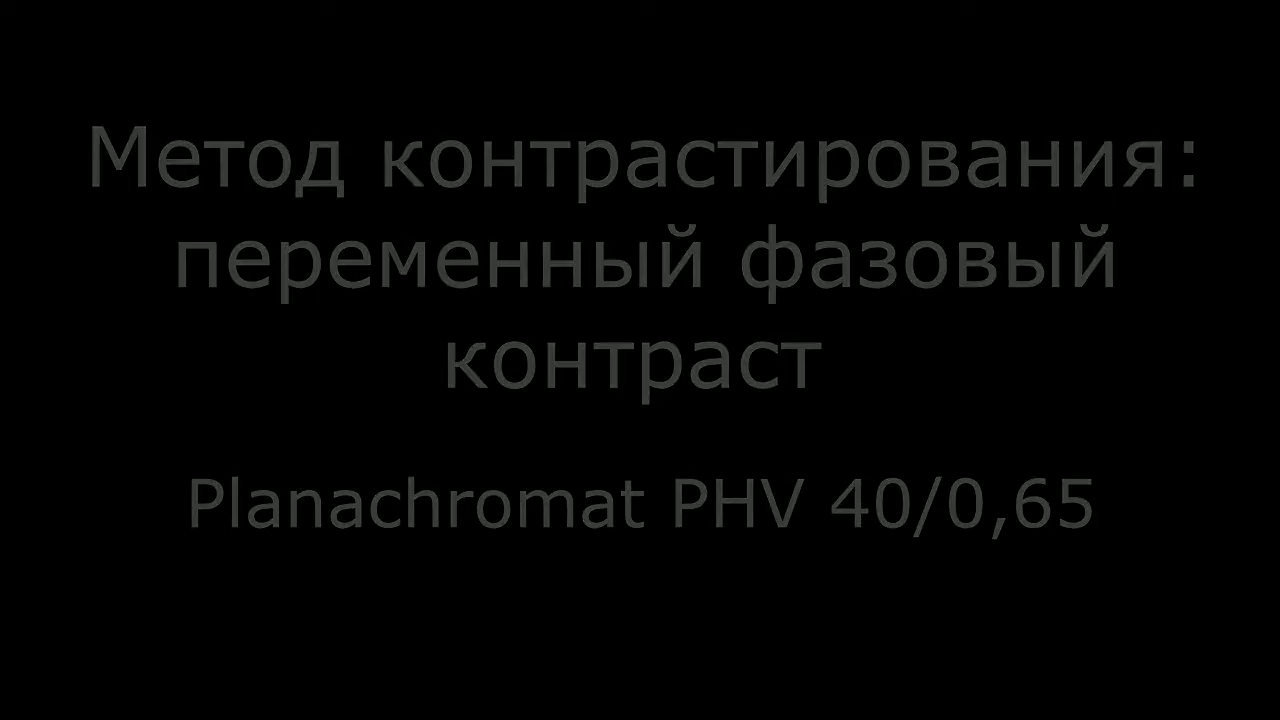 Метод контрастирования:
переменный фазовый
контраст
Planachromat PHV 40/0,65